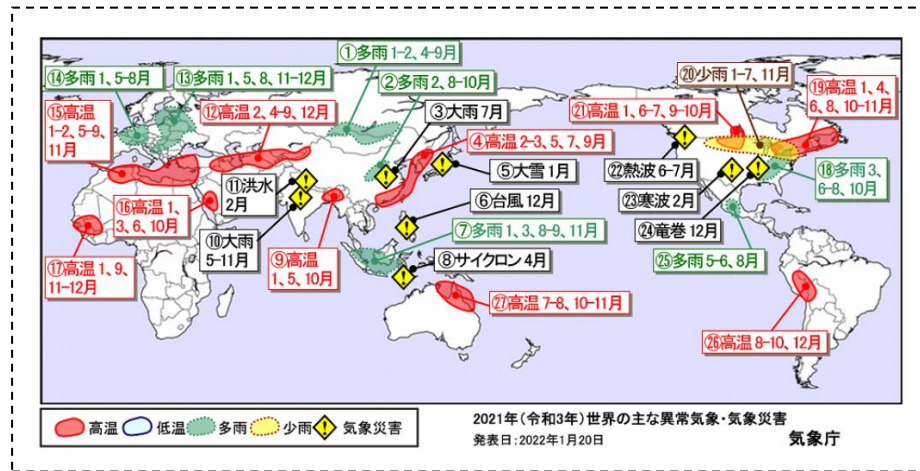 ①多雨 1−2、4−9月
②多雨 2、8−10月
③大雨 7月
④高温 2−3、5、7、9月
⑤大雪 1月
⑥台風 12月
⑦多雨 1、3、8−9、11月
⑧サイクロン 4月
⑨高温
1、5、10月
⑩大雨
5−11月
⑪洪水
2月
⑫高温 2、4−9、12月
⑬多雨 1、5、8、11−12月
⑭多雨 1、5−8月
⑮高温
1−2、5−9、
11月
⑯高温 1、
3、6、10月
⑰高温 1、9、
11−12月
⑱多雨 3、
6−8、10月
⑲高温 1、4、
6、8、10−11月
⑳少雨 1−7、11月
㉑高温 1、6−7、9−10月
㉒熱波 6−7月
㉓寒波 2月
㉔竜巻 12月
㉕多雨 5−6、8月
㉖高温 8−10、12月
㉗高温 7−8、10−11月
高温 低温 多雨 少雨 気象災害
2021年(令和3年)世界の主な異常気象・気象災害
発表日:2022年1月20日
気象庁